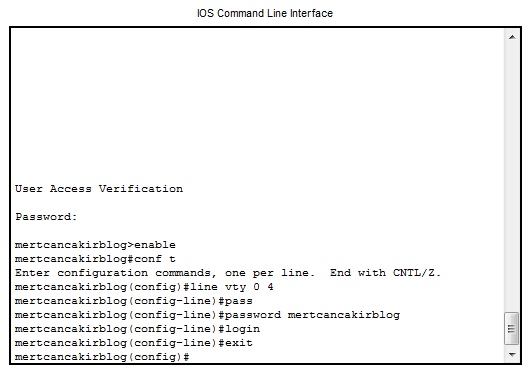 IOS Command Line Interface
User Access Verification
Password:
mertcancakirblog>enable
mertcancakirblog#conf t
Enter configuration commands, one per line.  End with CNTL/Z.
mertcancakirblog(config)#line vty 0 4
mertcancakirblog(config-line)#pass
mertcancakirblog(config-line)#password mertcancakirblog
mertcancakirblog(config-line)#login
mertcancakirblog(config-line)#exit
mertcancakirblog(config)#